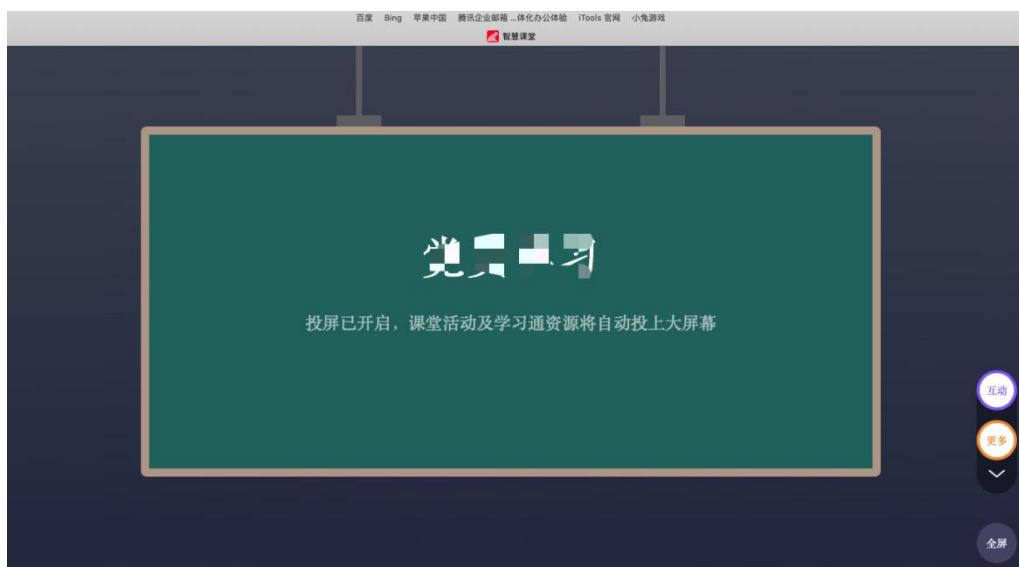 百度 Bing 苹果中国 腾讯企业邮箱 ...体化办公体验 iTools 官网 小兔游戏
智慧课堂
投屏已开启，课堂活动及学习通资源将自动投上大屏幕
互动
更多
全屏